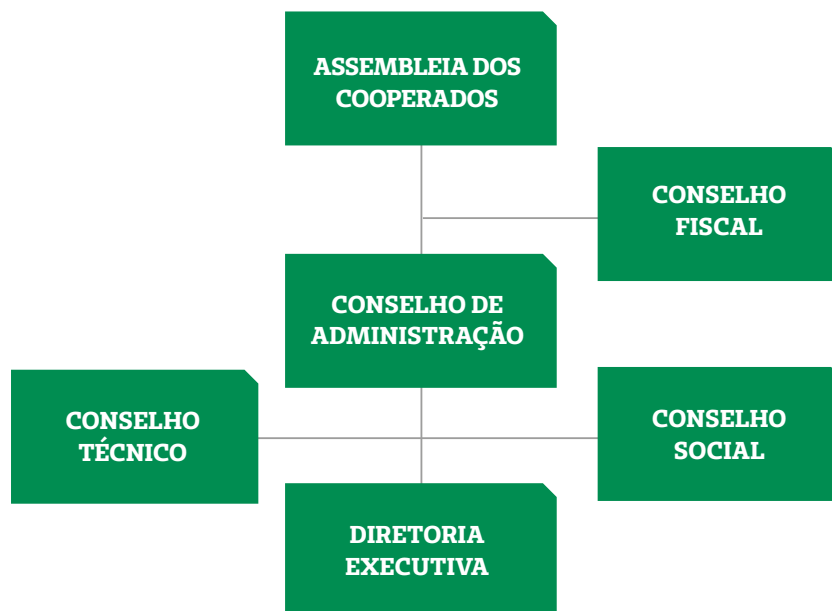 ASSEMBLEIA DOS
COOPERADOS
CONSELHO
FISCAL
CONSELHO DE
ADMINISTRAÇÃO
CONSELHO
TÉCNICO
CONSELHO
SOCIAL
DIRETORIA
EXECUTIVA